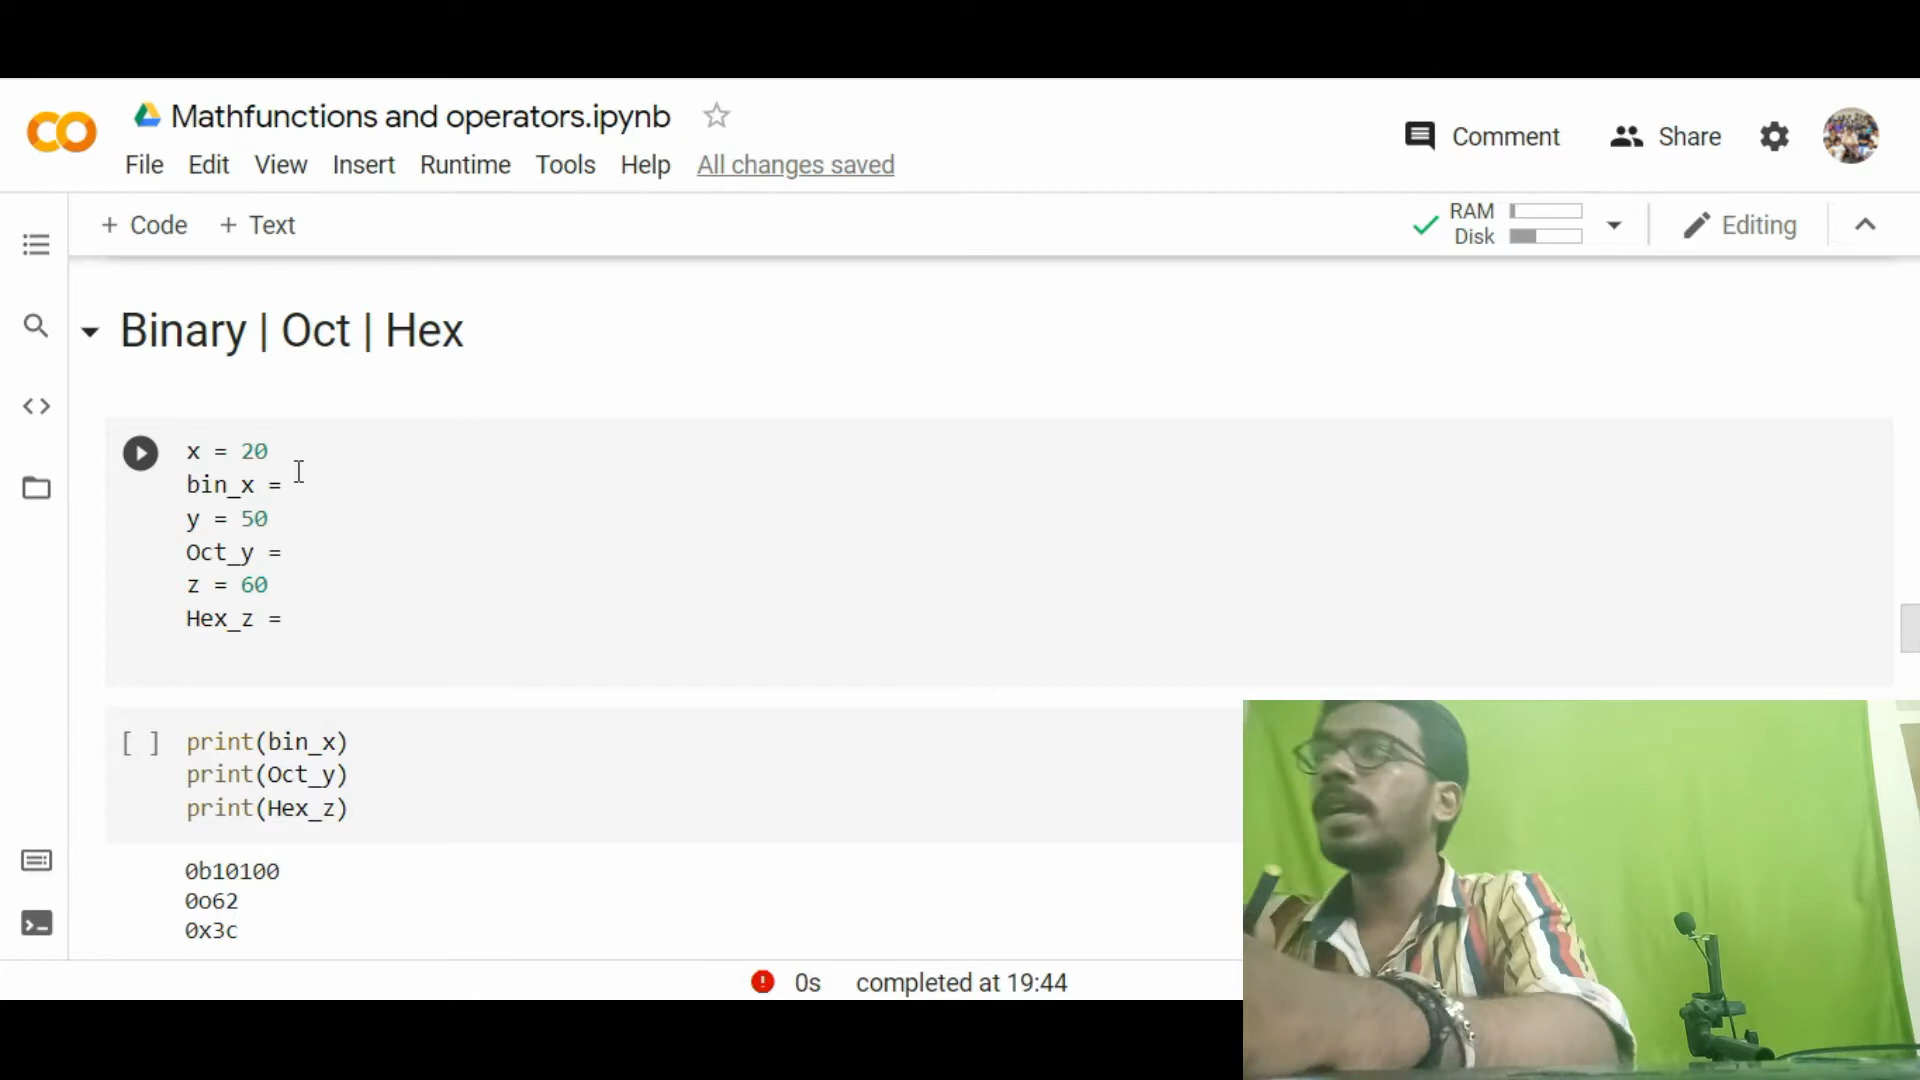 Mathfunctions and operators.ipynb
File Edit View Insert Runtime Tools Help All changes saved
Comment Share
+ Code + Text
RAM
Disk
Editing
Binary | Oct | Hex
x = 20
bin_x =
y = 50
Oct_y =
z = 60
Hex_z =
[ ] print(bin_x)
print(Oct_y)
print(Hex_z)
0b10100
0o62
0x3c
0s completed at 19:44